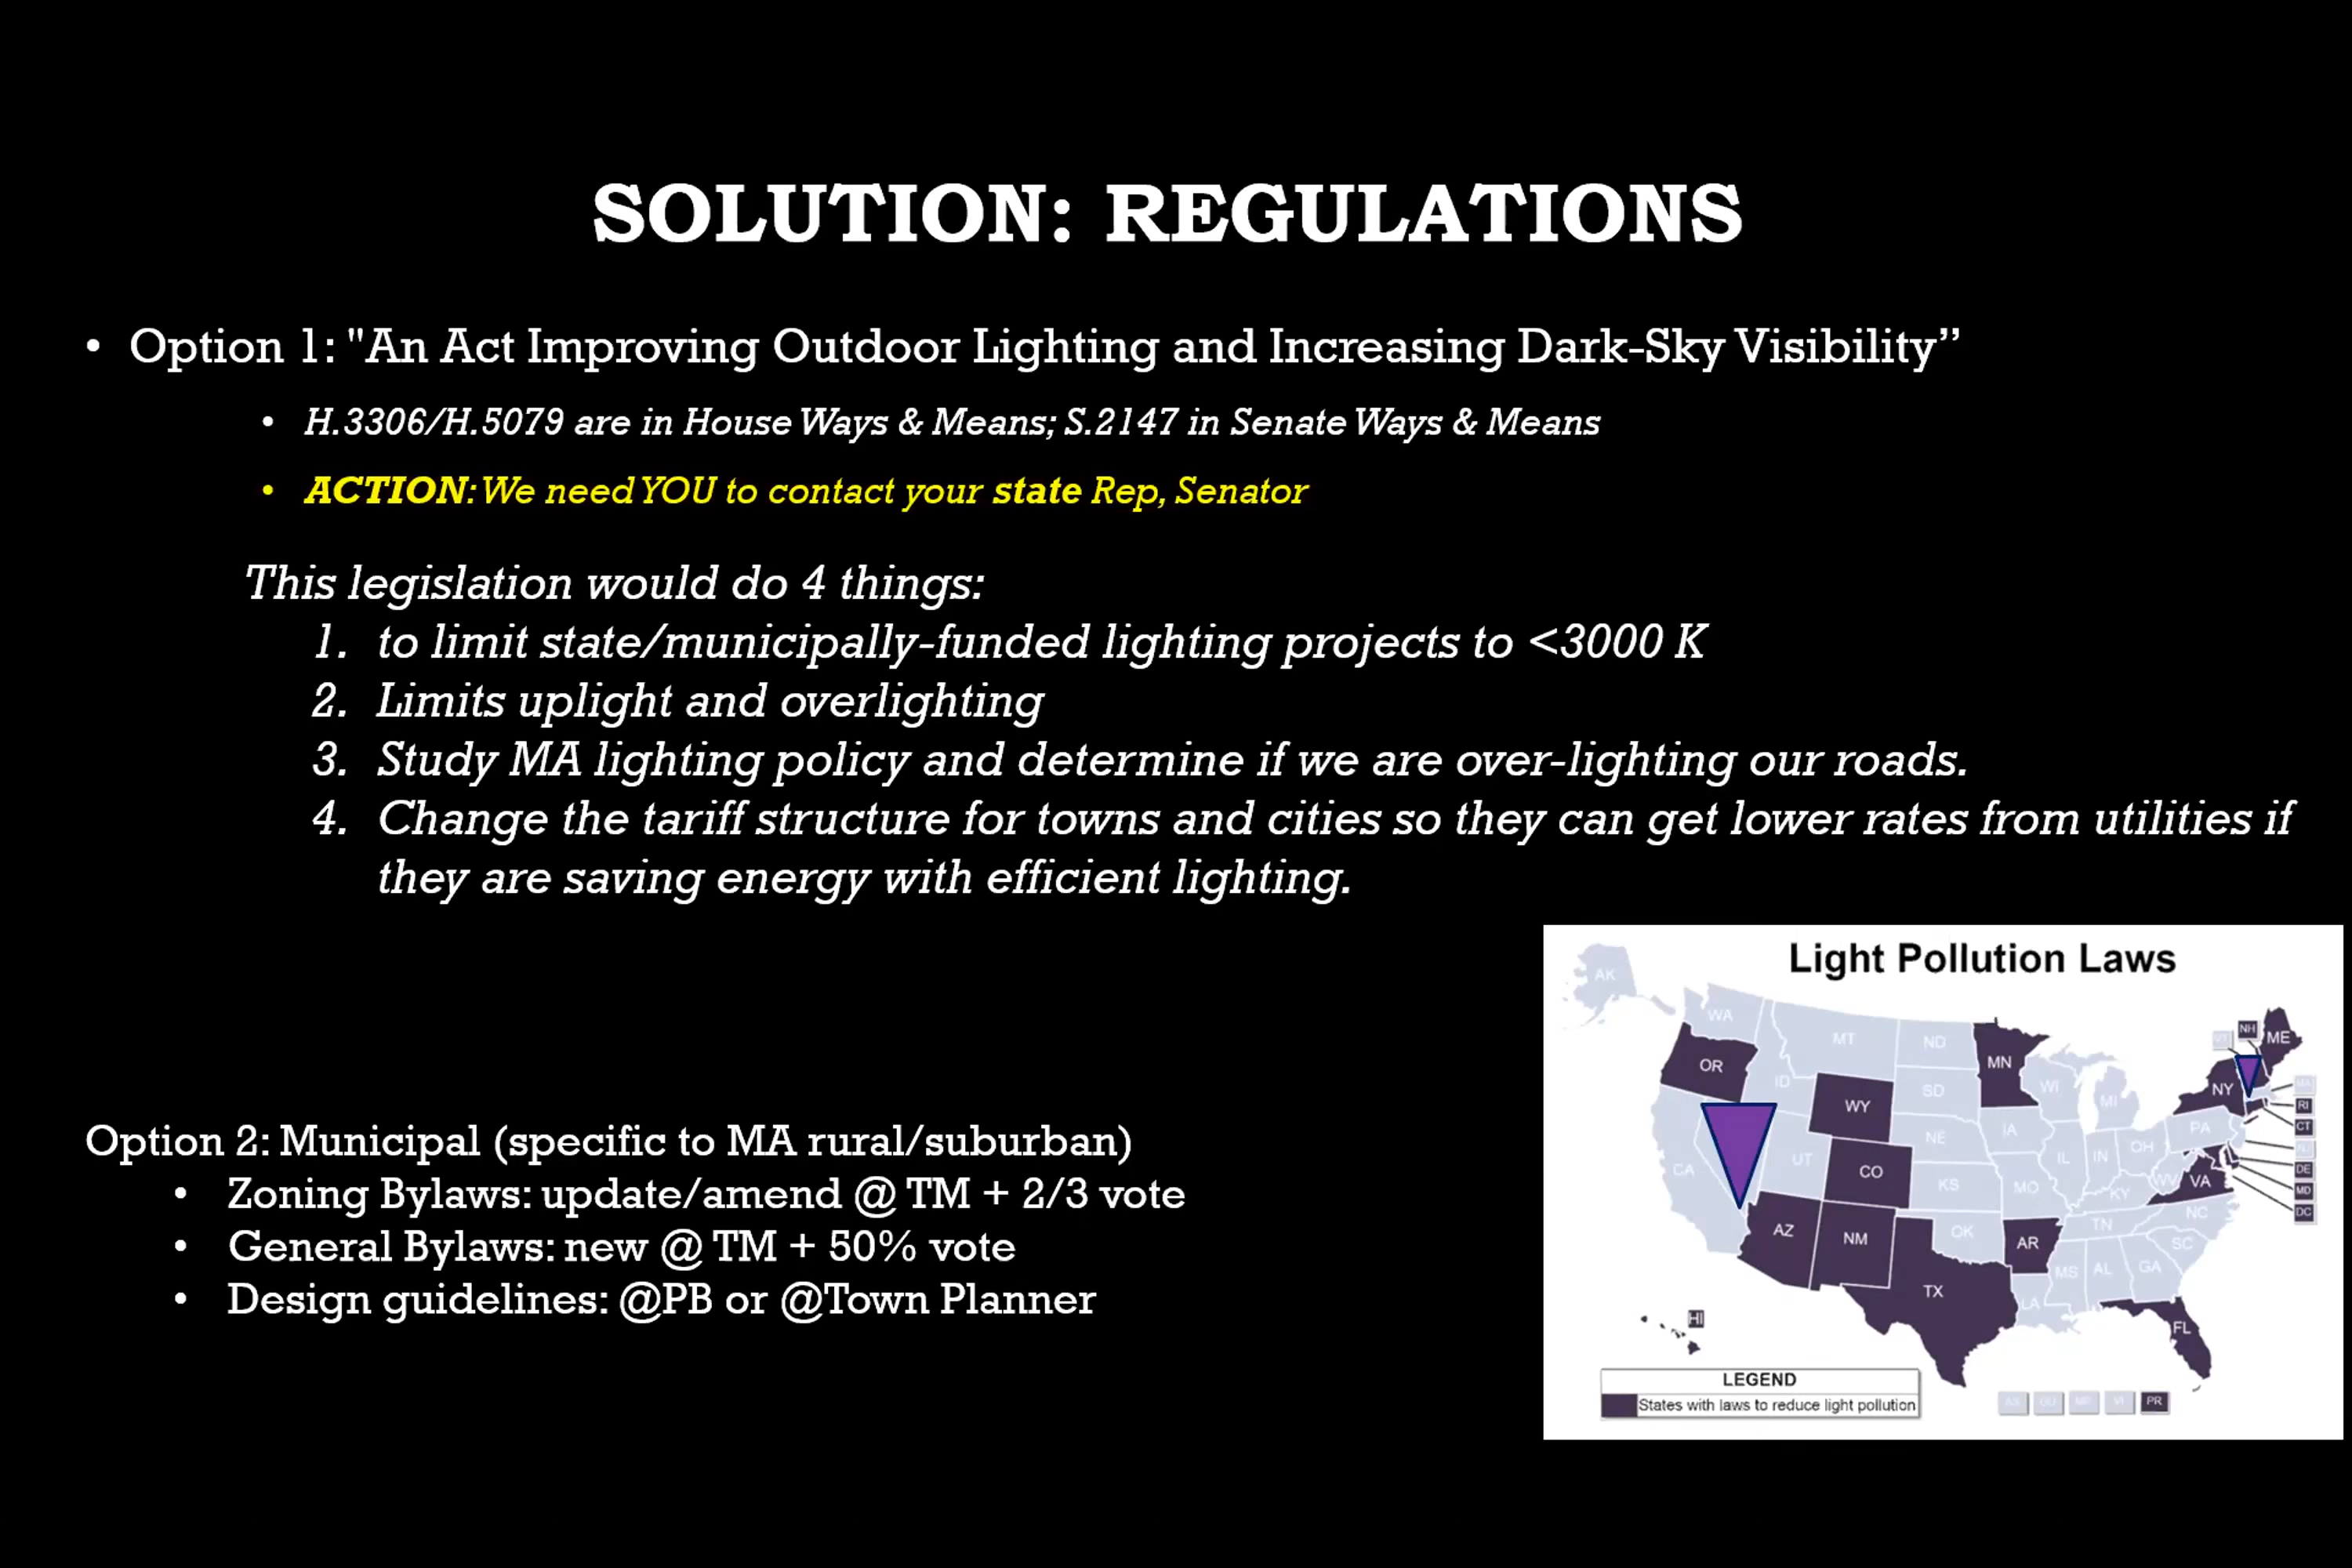 SOLUTION: REGULATIONS
• Option 1: "An Act Improving Outdoor Lighting and Increasing Dark-Sky Visibility”
• H.3306/H.5079 are in House Ways & Means; S.2147 in Senate Ways & Means
• ACTION: We need YOU to contact your state Rep, Senator
This legislation would do 4 things:
1. to limit state/municipally-funded lighting projects to <3000 K
2. Limits uplight and overlighting
3. Study MA lighting policy and determine if we are over-lighting our roads.
4. Change the tariff structure for towns and cities so they can get lower rates from utilities if
they are saving energy with efficient lighting.
Option 2: Municipal (specific to MA rural/suburban)
• Zoning Bylaws: update/amend @ TM + 2/3 vote
• General Bylaws: new @ TM + 50% vote
• Design guidelines: @PB or @Town Planner
Light Pollution Laws
AK
WA
MT
ND
MN
NH
ME
OR
ID
SD
WI
MI
NY
WY
RI
CT
NE
IA
PA
CA
UT
CO
KS
MO
IL
IN
OH
WV
VA
KY
DE
MD
DC
AZ
NM
OK
AR
TN
NC
SC
MS
AL
GA
TX
LA
FL
HI
PR
LEGEND
States with laws to reduce light pollution